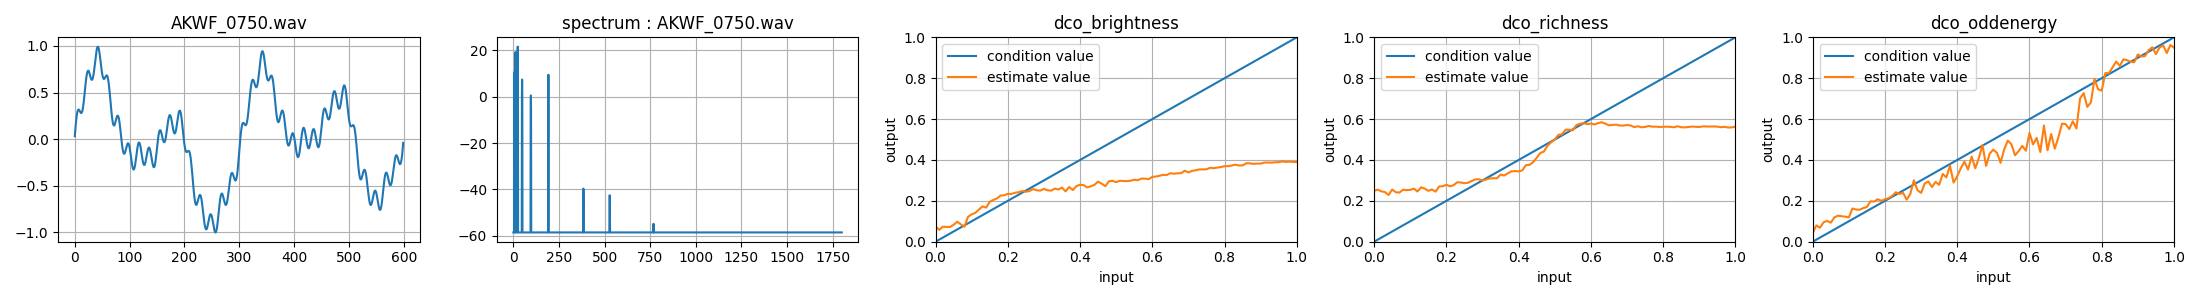 AKWF_0750.wav
1.0
0.5
0.0
−0.5
−1.0
0 100 200 300 400 500 600
spectrum : AKWF_0750.wav
20
0
−20
−40
−60
0 250 500 750 1000 1250 1500 1750
dco_brightness
condition value
estimate value
output
1.0
0.8
0.6
0.4
0.2
0.0
0.0 0.2 0.4 0.6 0.8 1.0
input
dco_richness
condition value
estimate value
output
1.0
0.8
0.6
0.4
0.2
0.0
0.0 0.2 0.4 0.6 0.8 1.0
input
dco_oddenergy
condition value
estimate value
output
1.0
0.8
0.6
0.4
0.2
0.0
0.0 0.2 0.4 0.6 0.8 1.0
input